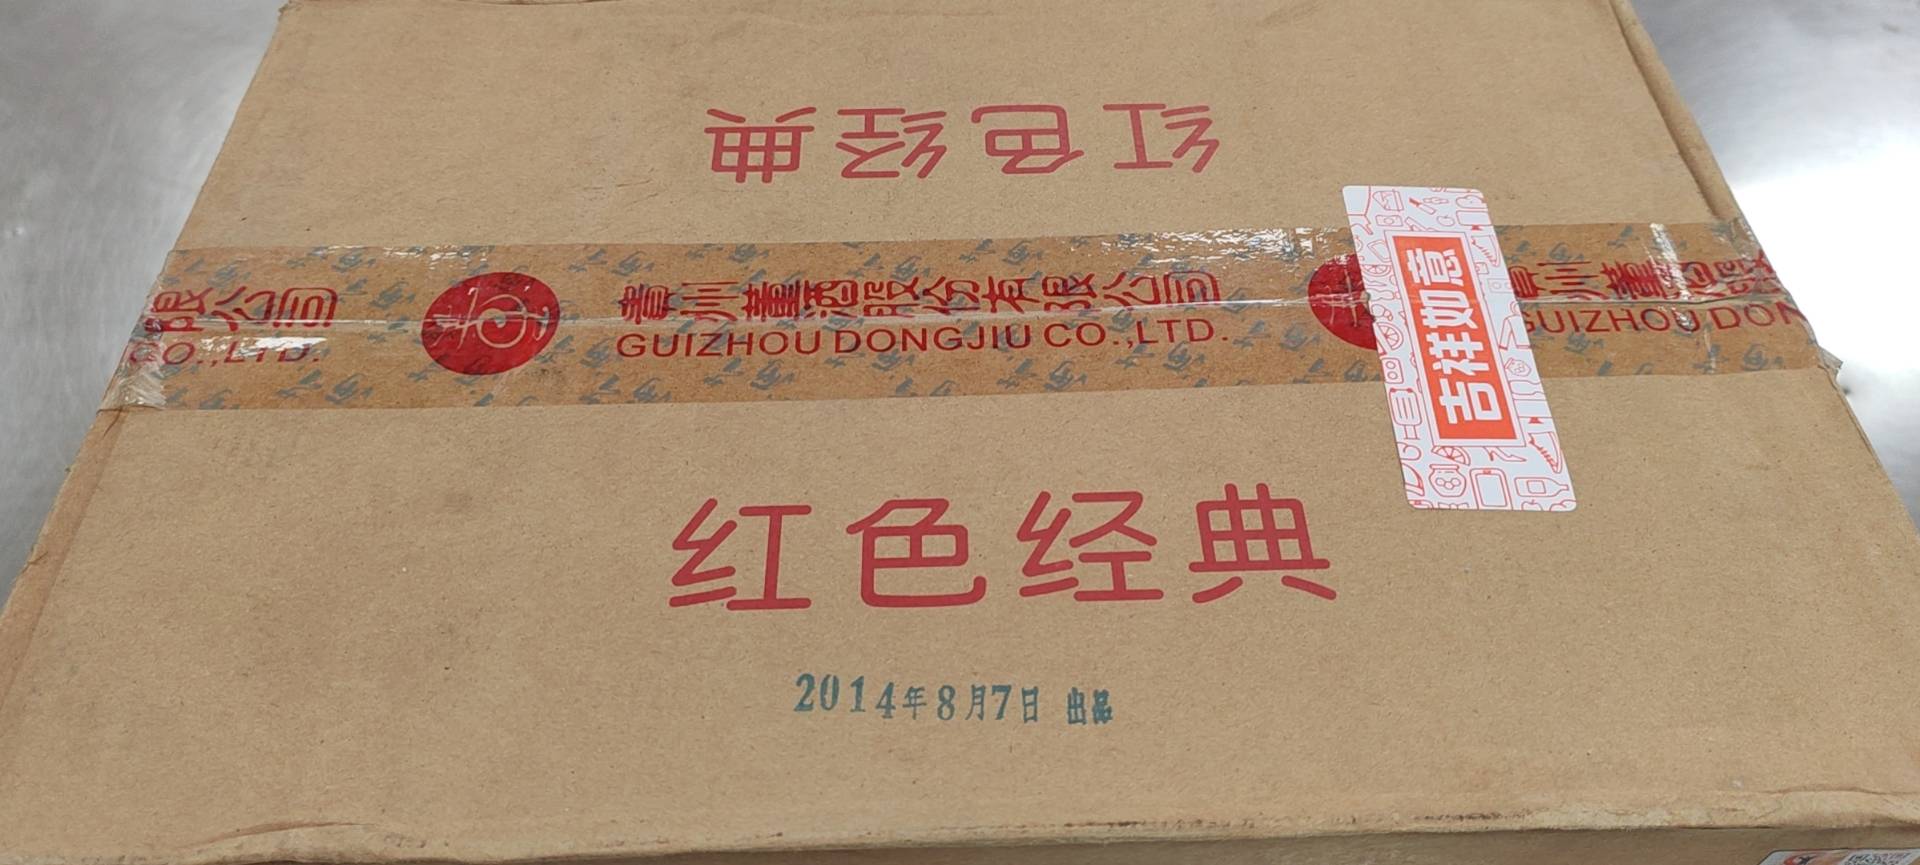 红色经典
限公司
CO.,LTD.
董
贵州董酒股份有限公司
GUIZHOU DONGJIU CO.,LTD.
吉祥如意
贵州董酒股
GUIZHOU DON
红色经典
2014年8月7日 出品